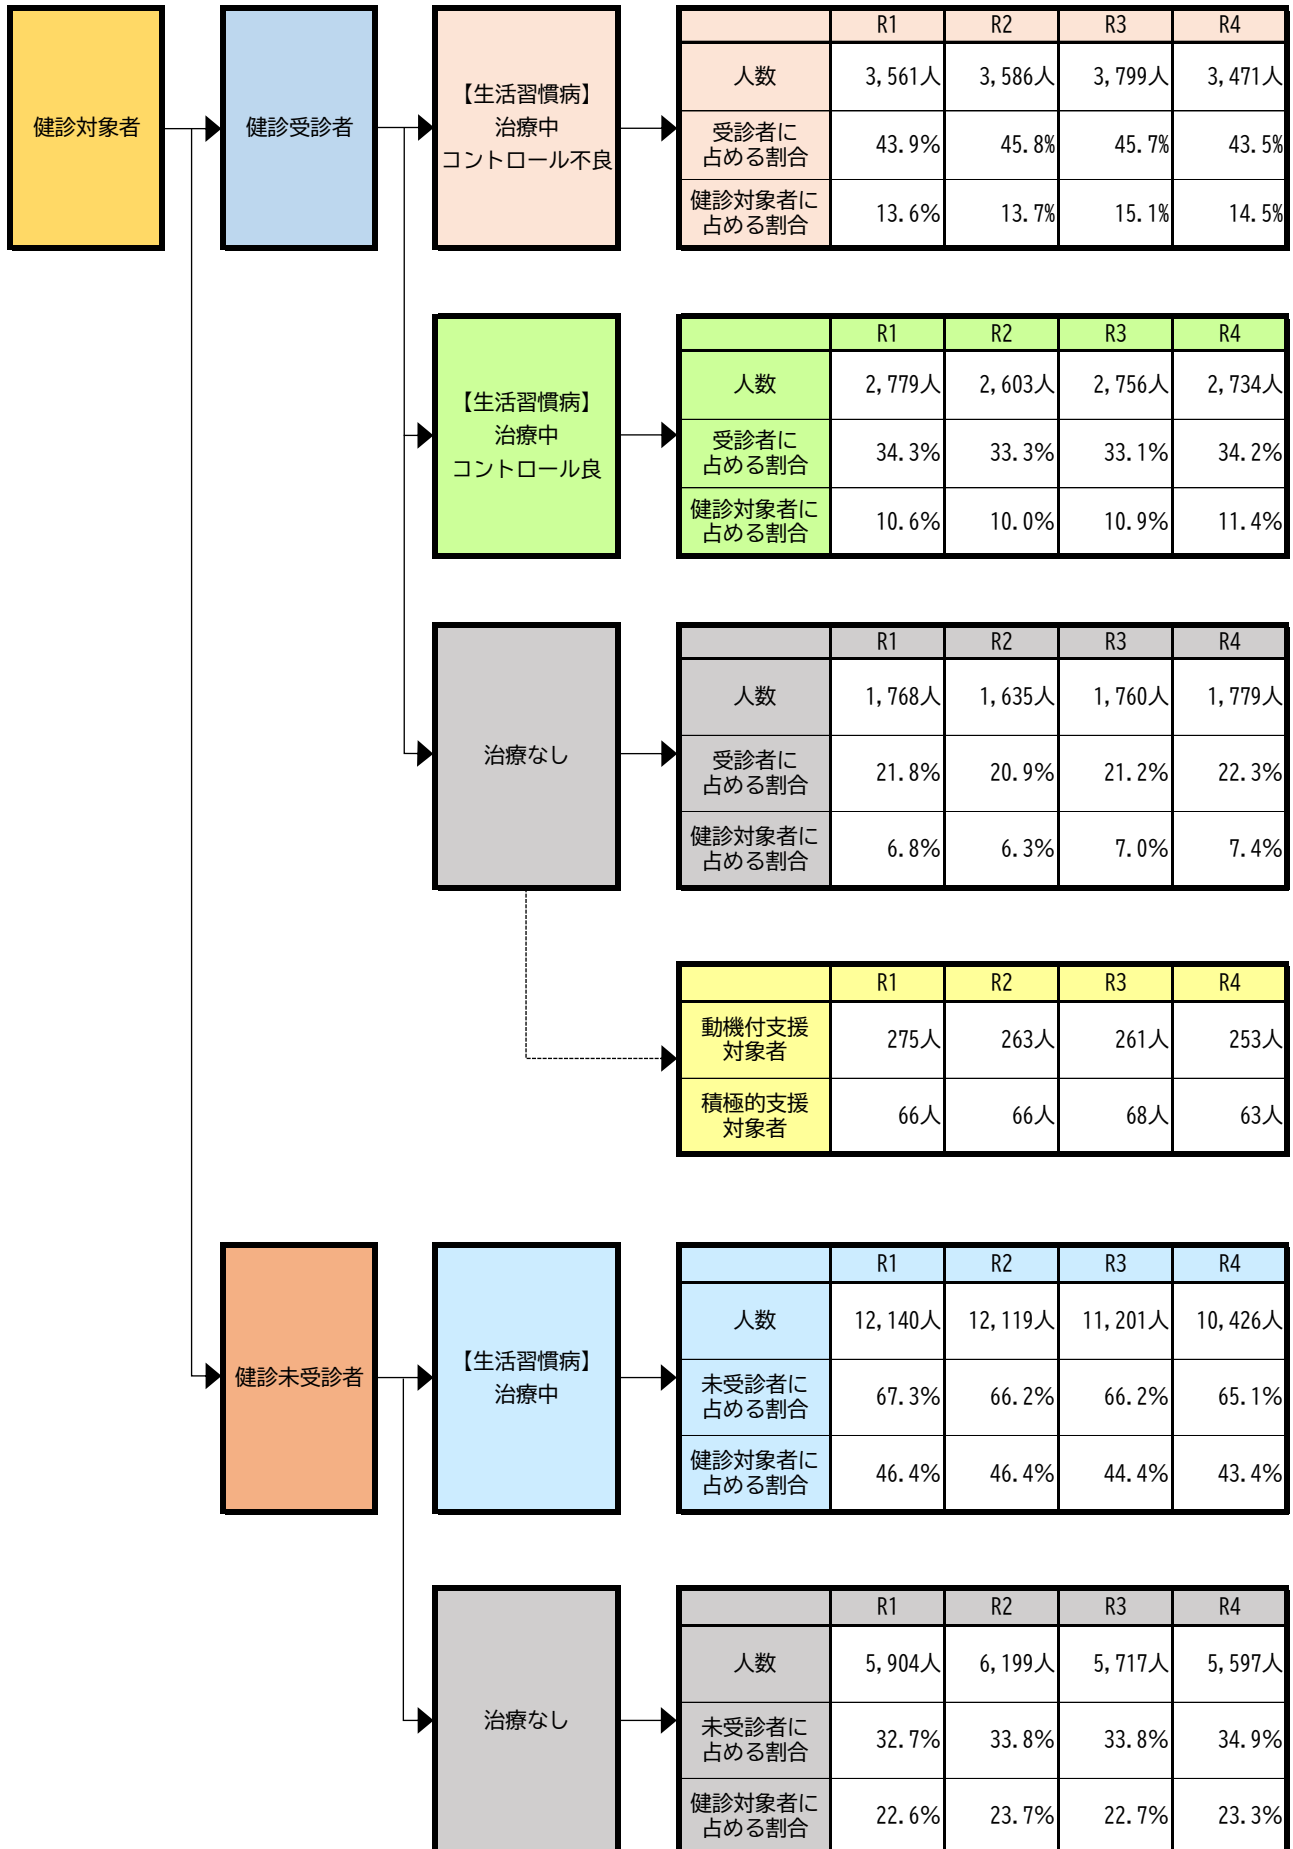 健診対象者
健診受診者
【生活習慣病】
治療中
コントロール不良
R1 R2 R3 R4
人数 3,561人 3,586人 3,799人 3,471人
受診者に
占める割合 43.9% 45.8% 45.7% 43.5%
健診対象者に
占める割合 13.6% 13.7% 15.1% 14.5%
【生活習慣病】
治療中
コントロール良
R1 R2 R3 R4
人数 2,779人 2,603人 2,756人 2,734人
受診者に
占める割合 34.3% 33.3% 33.1% 34.2%
健診対象者に
占める割合 10.6% 10.0% 10.9% 11.4%
治療なし
R1 R2 R3 R4
人数 1,768人 1,635人 1,760人 1,779人
受診者に
占める割合 21.8% 20.9% 21.2% 22.3%
健診対象者に
占める割合 6.8% 6.3% 7.0% 7.4%
R1 R2 R3 R4
動機付支援
対象者 275人 263人 261人 253人
積極的支援
対象者 66人 66人 68人 63人
健診未受診者
【生活習慣病】
治療中
R1 R2 R3 R4
人数 12,140人 12,119人 11,201人 10,426人
未受診者に
占める割合 67.3% 66.2% 66.2% 65.1%
健診対象者に
占める割合 46.4% 46.4% 44.4% 43.4%
治療なし
R1 R2 R3 R4
人数 5,904人 6,199人 5,717人 5,597人
未受診者に
占める割合 32.7% 33.8% 33.8% 34.9%
健診対象者に
占める割合 22.6% 23.7% 22.7% 23.3%